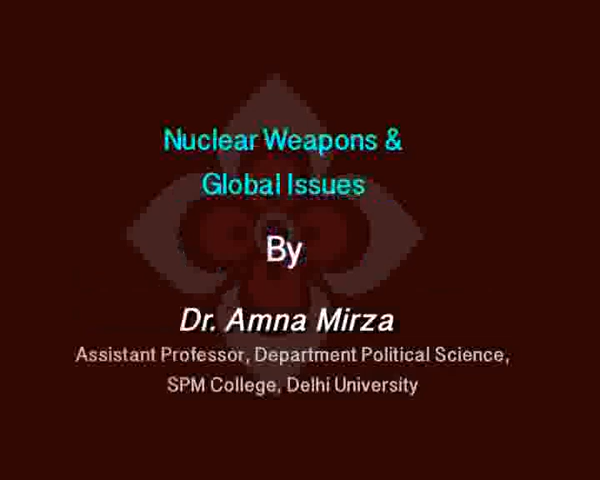 Nuclear Weapons &
Global Issues
By
Dr. Amna Mirza
Assistant Professor, Department Political Science,
SPM College, Delhi University